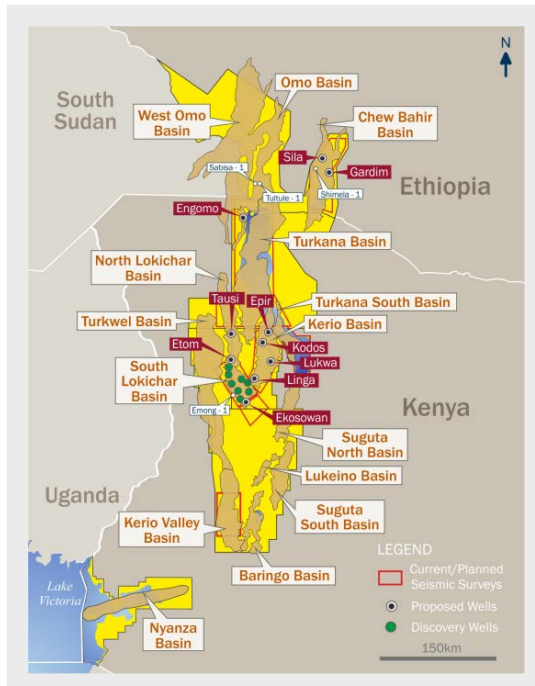 N
South
Sudan
Omo Basin
West Omo
Basin
Chew Bahir
Basin
Sila
Gardim
Sabisa - 1
Tultule - 1
Shimela - 1
Ethiopia
Engomo
Turkana Basin
North Lokichar
Basin
Tausi
Epir
Turkana South Basin
Turkwel Basin
Kerio Basin
Etom
Kodos
Lukwa
South
Lokichar
Basin
Linga
Emong - 1
Ekosowan
Kenya
Suguta
North Basin
Lukeino Basin
Uganda
Kerio Valley
Basin
Suguta
South Basin
Baringo Basin
Lake
Victoria
Nyanza
Basin
LEGEND
Current/Planned
Seismic Surveys
Proposed Wells
Discovery Wells
150km